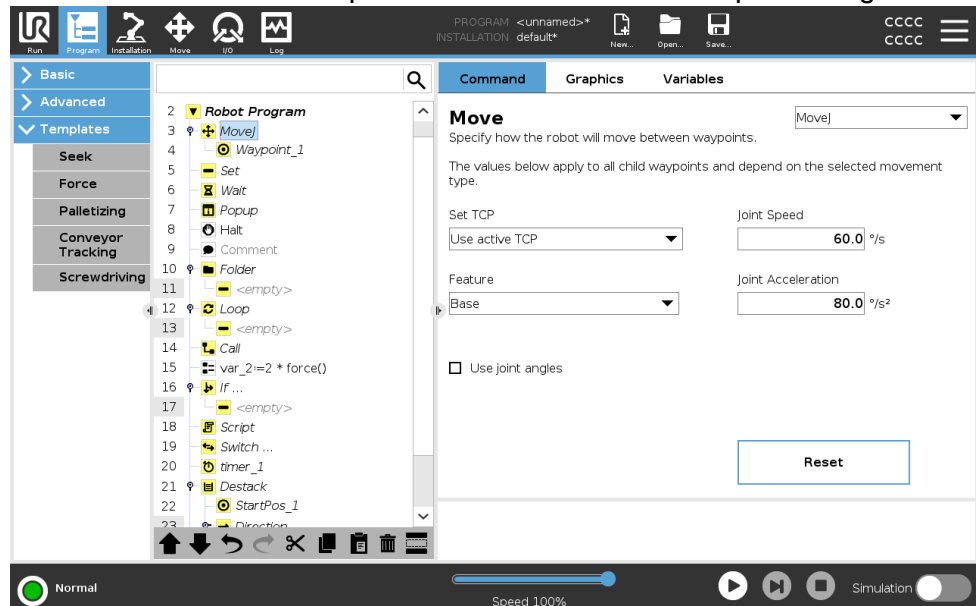 PROGRAM <unnamed>*
INSTALLATION default*
CCCC
CCCC
Run
Program
Installation
Move
I/O
Log
New...
Open...
Save...
Basic
Advanced
Templates
Seek
Force
Palletizing
Conveyor
Tracking
Screwdriving
2 Robot Program
3 MoveJ
4 Waypoint_1
5 Set
6 Wait
7 Popup
8 Halt
9 Comment
10 Folder
11 <empty>
12 Loop
13 <empty>
14 Call
15 var_2≔2 * force()
16 If ...
17 <empty>
18 Script
19 Switch ...
20 timer_1
21 Destack
22 StartPos_1
23 Direction
Command
Graphics
Variables
Move
MoveJ
Specify how the robot will move between waypoints.
The values below apply to all child waypoints and depend on the selected movement
type.
Set TCP
Joint Speed
Use active TCP
60.0 °/s
Feature
Joint Acceleration
Base
80.0 °/s²
Use joint angles
Reset
Normal
Speed 100%
Simulation